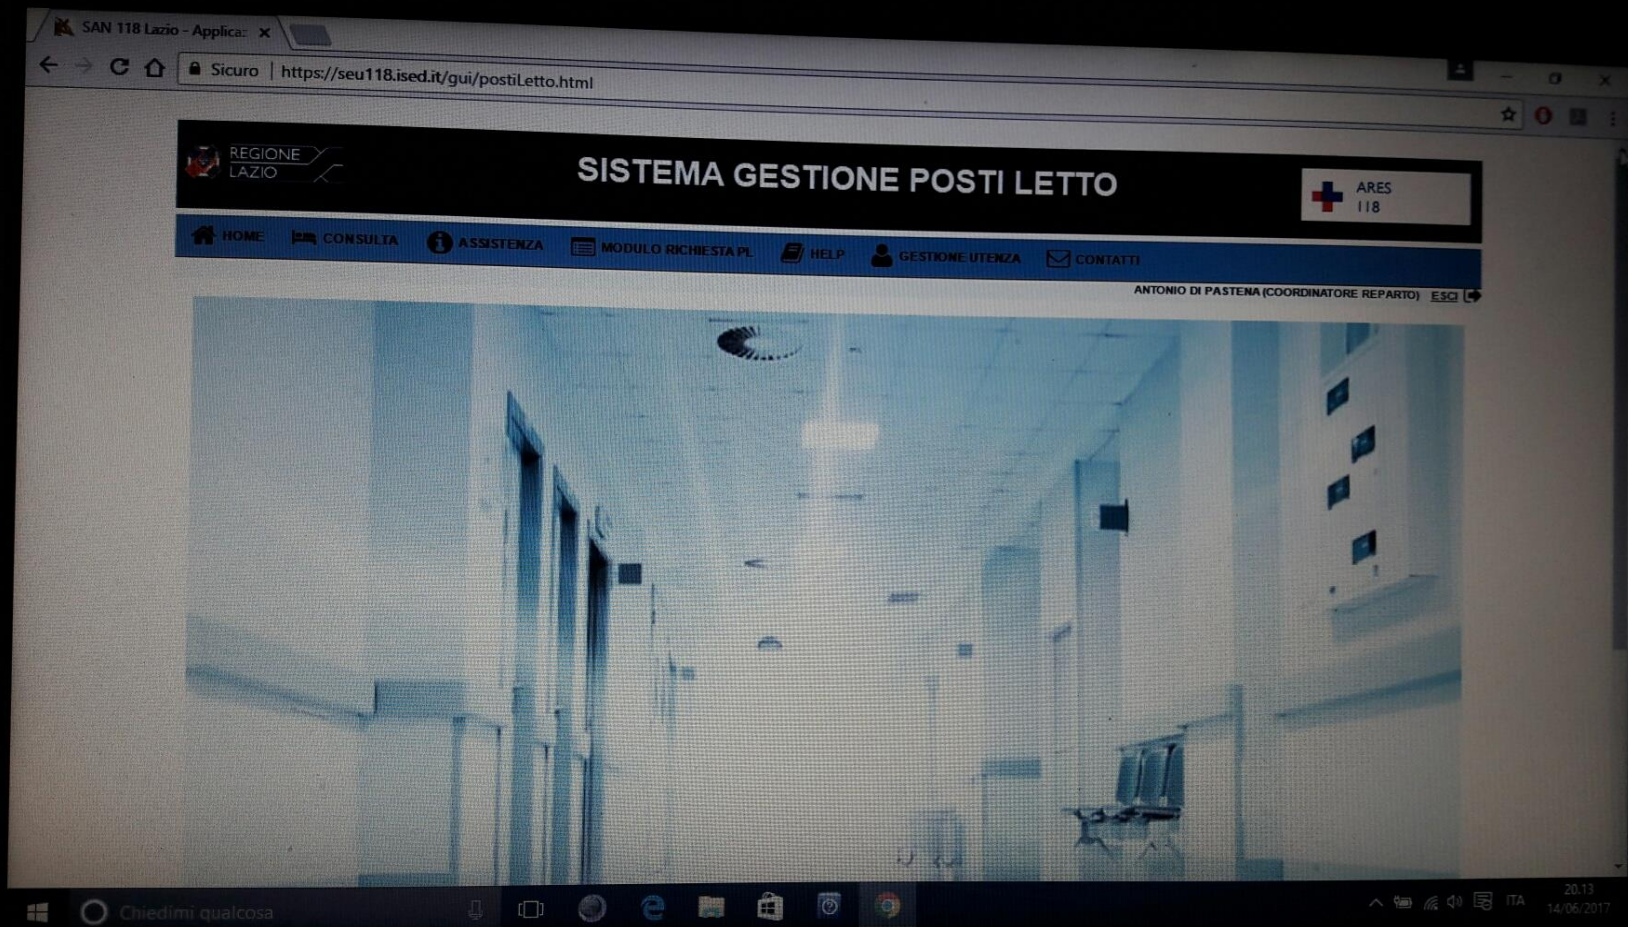 SAN 118 Lazio - Applica:
Sicuro | https://seu118.ised.it/gui/postiLetto.html
REGIONE
LAZIO
SISTEMA GESTIONE POSTI LETTO
ARES
118
HOME CONSULTA ASSISTENZA MODULO RICHIESTA PL HELP GESTIONE UTENZA CONTATTI
ANTONIO DI PASTENA (COORDINATORE REPARTO) ESCI
Chiedimi qualcosa
ITA
20.13
14/06/2017